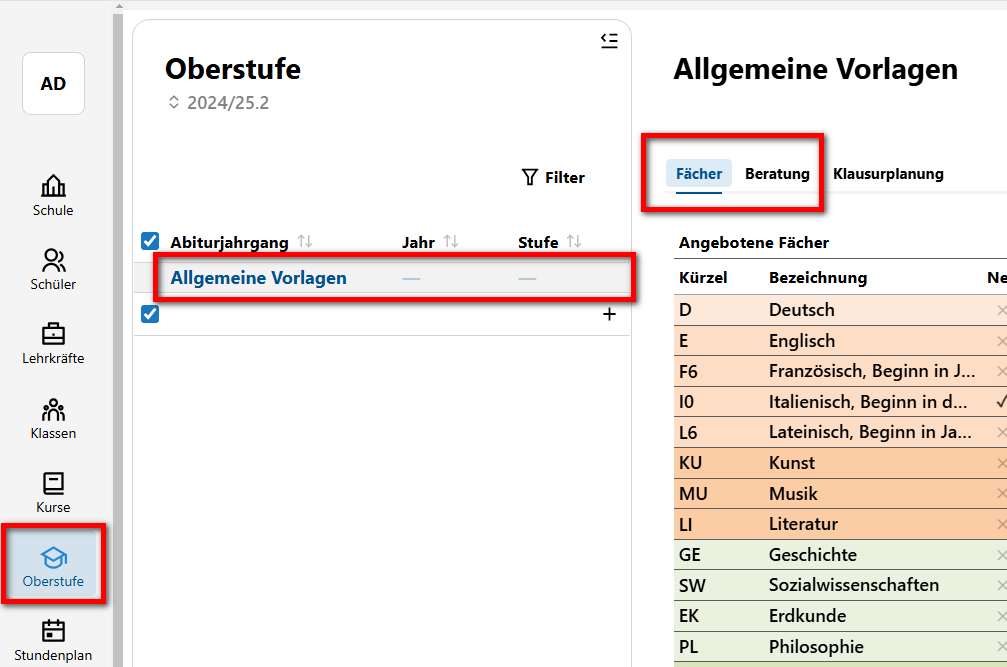 AD
Schule
Schüler
Lehrkräfte
Klassen
Kurse
Oberstufe
Stundenplan
Oberstufe
2024/25.2
Filter
Abiturjahrgang Jahr Stufe
Allgemeine Vorlagen — —
+
Allgemeine Vorlagen
Fächer Beratung Klausurplanung
Angebotene Fächer
Kürzel Bezeichnung Ne
D Deutsch
E Englisch
F6 Französisch, Beginn in J...
I0 Italienisch, Beginn in d...
L6 Lateinisch, Beginn in Ja...
KU Kunst
MU Musik
LI Literatur
GE Geschichte
SW Sozialwissenschaften
EK Erdkunde
PL Philosophie